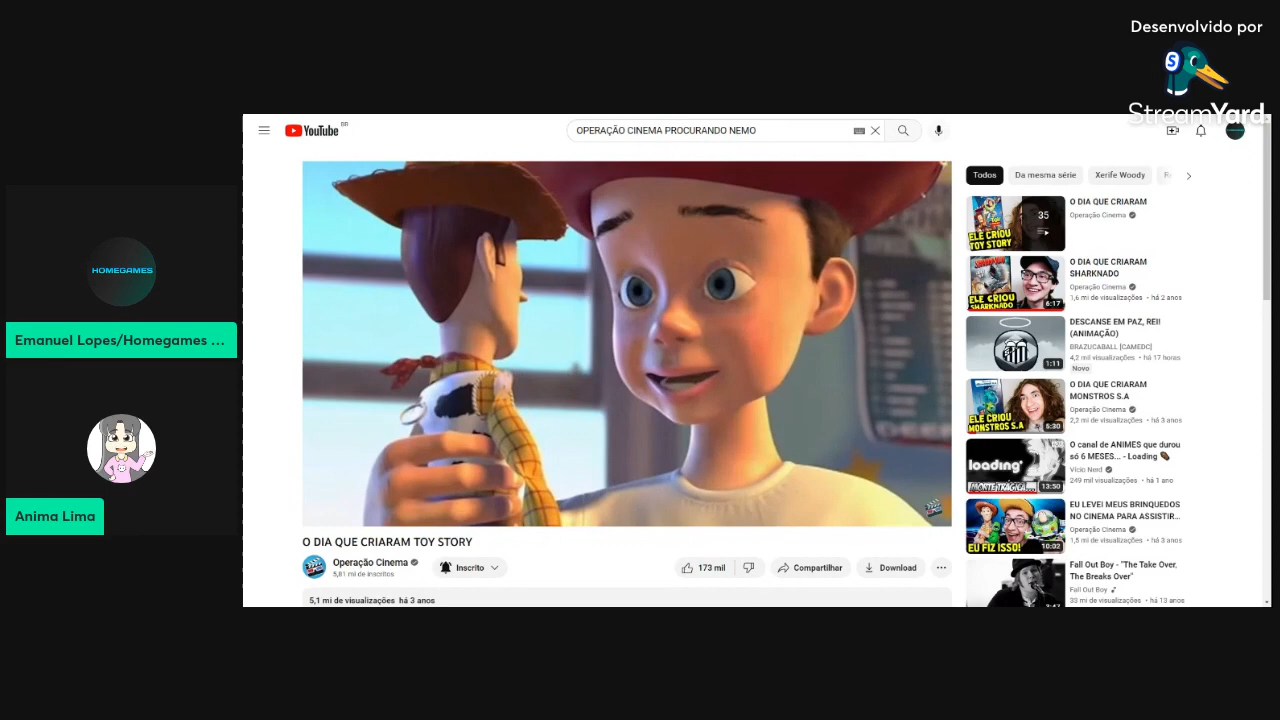 Desenvolvido por
StreamYard.
HOMEGAMES
Emanuel Lopes/Homegames ...
Anima Lima
YouTube BR
OPERAÇÃO CINEMA PROCURANDO NEMO
O DIA QUE CRIARAM TOY STORY
Operação Cinema
5,81 mi de inscritos
Inscrito
173 mil
Compartilhar
Download
5,1 mi de visualizações há 3 anos
Todos
Da mesma série
Xerife Woody
35
ELE CRIOU
TOY STORY
O DIA QUE CRIARAM
Operação Cinema
ELE CRIOU
SHARKNADO
6:17
O DIA QUE CRIARAM
SHARKNADO
Operação Cinema
1,6 mi de visualizações • há 2 anos
1:11
DESCANSE EM PAZ, REI!
(ANIMAÇÃO)
BRAZUCABALL [CAMEDC]
4,2 mil visualizações • há 17 horas
Novo
ELE CRIOU
MONSTROS S.A
5:30
O DIA QUE CRIARAM
MONSTROS S.A
Operação Cinema
2,2 mi de visualizações • há 3 anos
loading
MORTE TRÁGICA...
13:50
O canal de ANIMES que durou
só 6 MESES... - Loading
Vício Nerd
249 mil visualizações • há 1 ano
EU FIZ ISSO!
10:02
EU LEVEI MEUS BRINQUEDOS
NO CINEMA PARA ASSISTIR...
Operação Cinema
1,5 mi de visualizações • há 3 anos
Fall Out Boy - "The Take Over,
The Breaks Over"
Fall Out Boy
33 mi de visualizações • há 13 anos